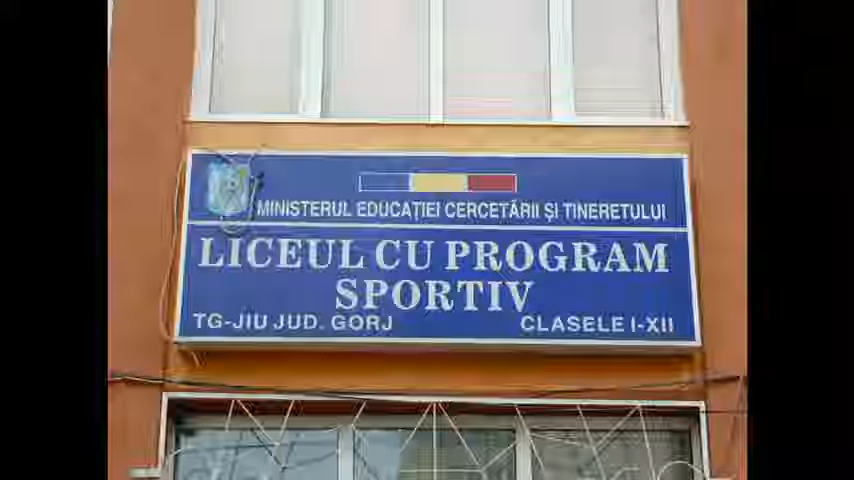 MINISTERUL EDUCAȚIEI CERCETĂRII ȘI TINERETULUI
LICEUL CU PROGRAM
SPORTIV
TG-JIU JUD. GORJ CLASELE I-XII